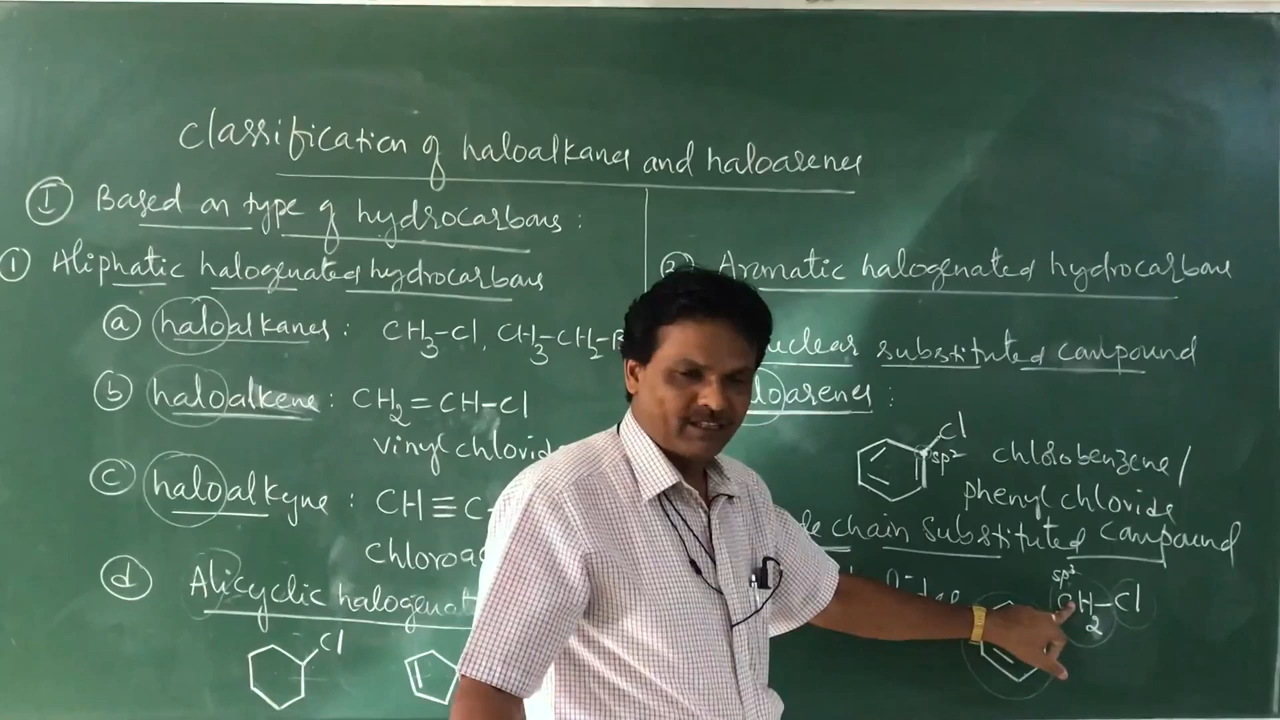 Classification of haloalkanes and haloarenes
I Based on type of hydrocarbons :
1 Aliphatic halogenated hydrocarbons
a haloalkanes : CH3-Cl, CH3-CH2-B
b haloalkene : CH2=CH-Cl
vinyl chloride
c haloalkyne : CH≡C-
d Alicyclic halogenat
Cl
2 Aromatic halogenated hydrocarbons
uclear substituted compound
loarenes :
Cl
sp2 chlorobenzene/
phenyl chloride
de chain substituted compound
sp3
CH2-Cl